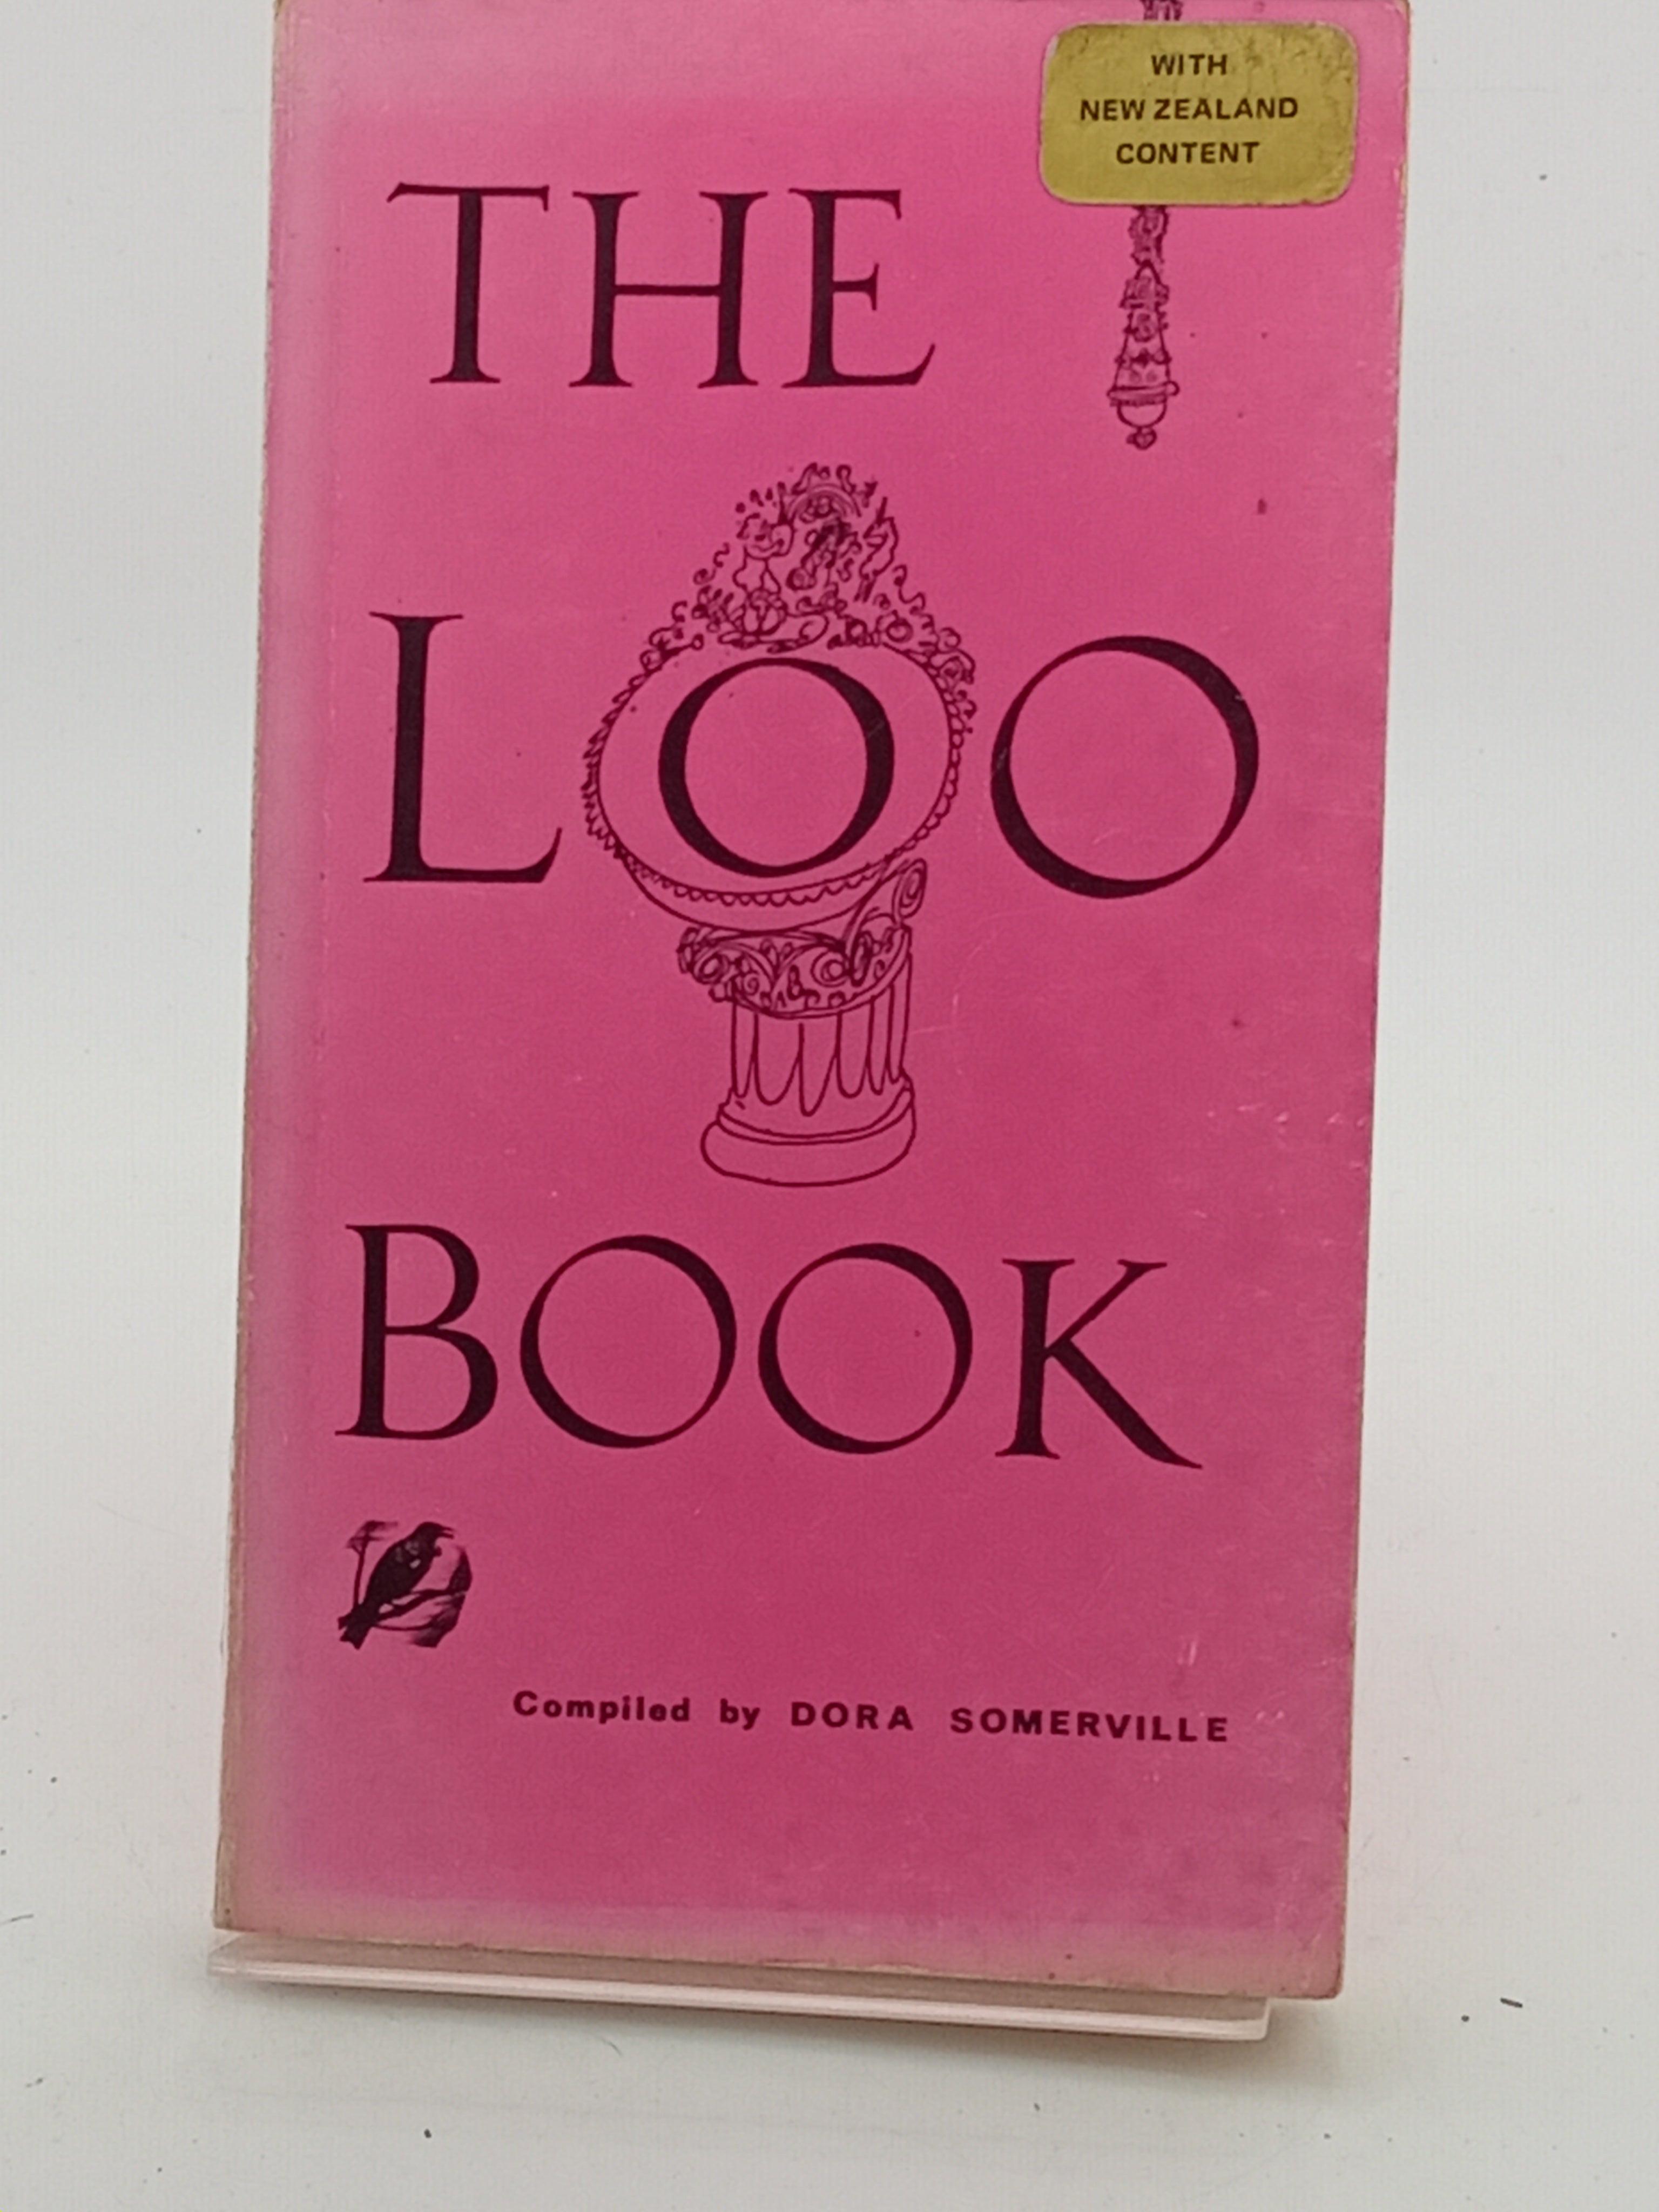 WITH
NEW ZEALAND
CONTENT
THE
LOO
BOOK
Compiled by DORA SOMERVILLE